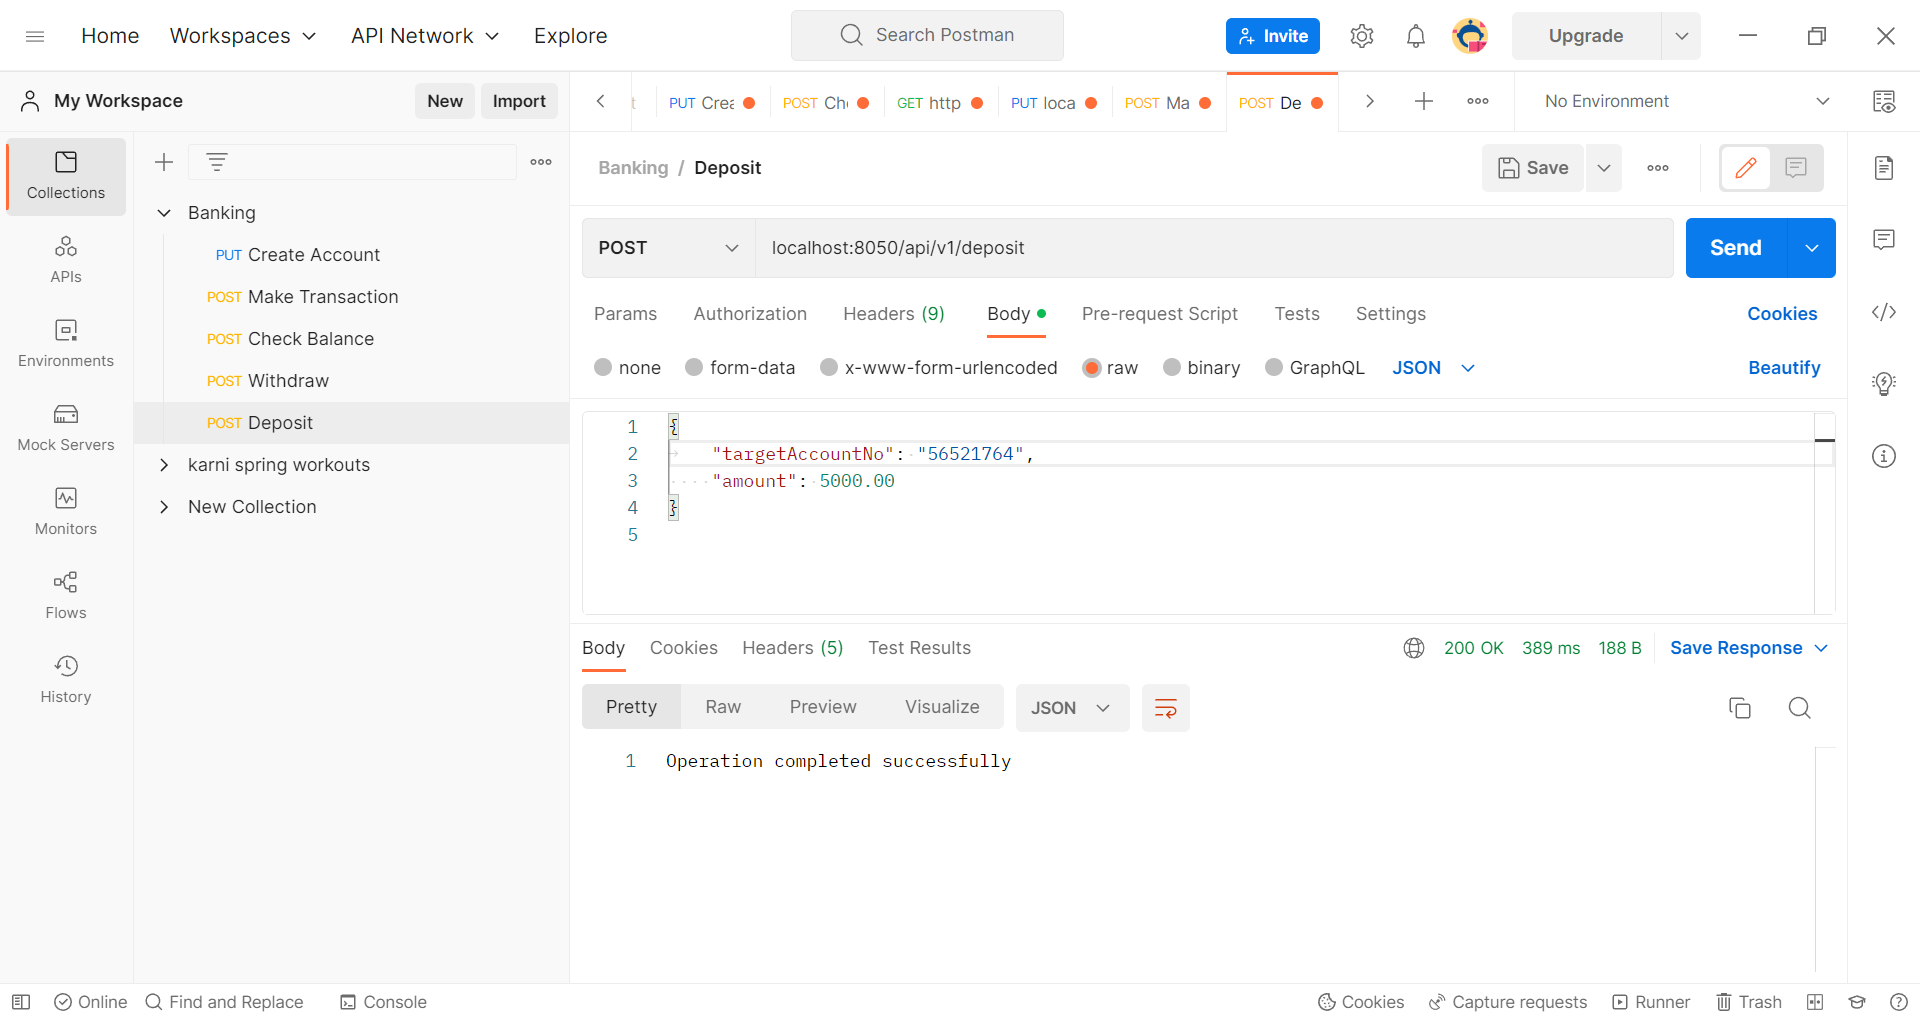 Home Workspaces API Network Explore Search Postman Invite Upgrade
My Workspace New Import
PUT Crea POST Ch GET http PUT loca POST Ma POST De No Environment
Collections
APIs
Environments
Mock Servers
Monitors
Flows
History
Banking
PUT Create Account
POST Make Transaction
POST Check Balance
POST Withdraw
POST Deposit
karni spring workouts
New Collection
Banking / Deposit Save
POST localhost:8050/api/v1/deposit Send
Params Authorization Headers (9) Body Pre-request Script Tests Settings Cookies
none form-data x-www-form-urlencoded raw binary GraphQL JSON Beautify
1 {
2 "targetAccountNo": "56521764",
3 "amount": 5000.00
4 }
5
Body Cookies Headers (5) Test Results 200 OK 389 ms 188 B Save Response
Pretty Raw Preview Visualize JSON
1 Operation completed successfully
Online Find and Replace Console Cookies Capture requests Runner Trash